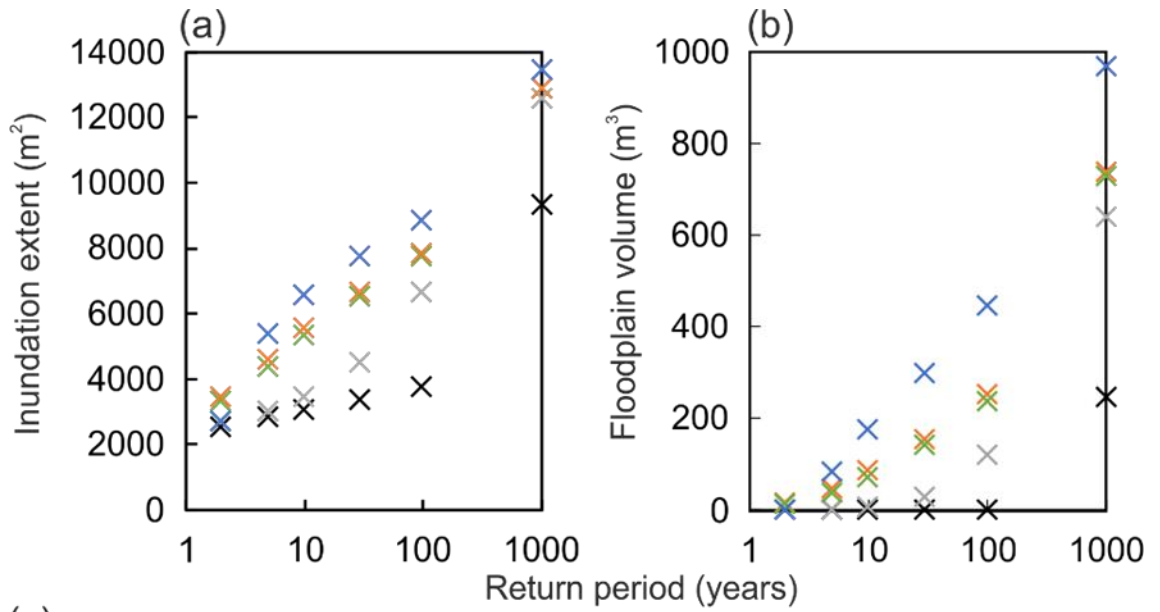 (a)
14000
12000
10000
8000
6000
4000
2000
0
Inundation extent (m²)
1 10 100 1000
(b)
1000
800
600
400
200
0
Floodplain volume (m³)
1 10 100 1000
Return period (years)